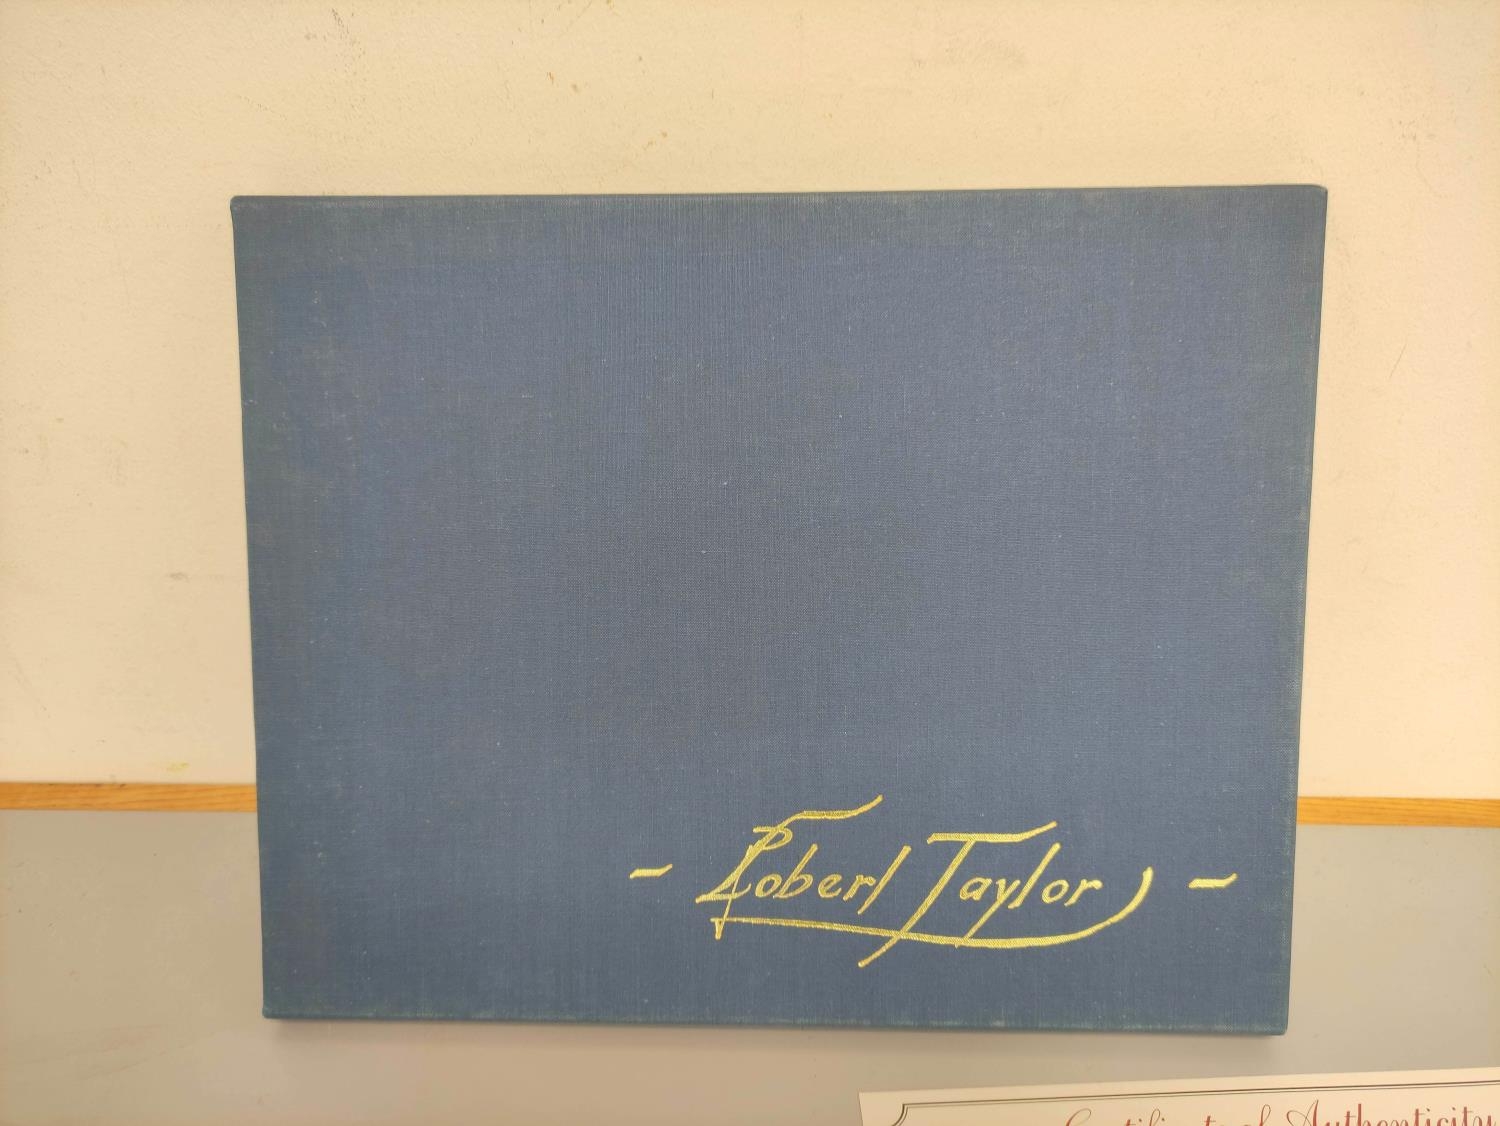 - Robert Taylor -
Certificate of Authenticity